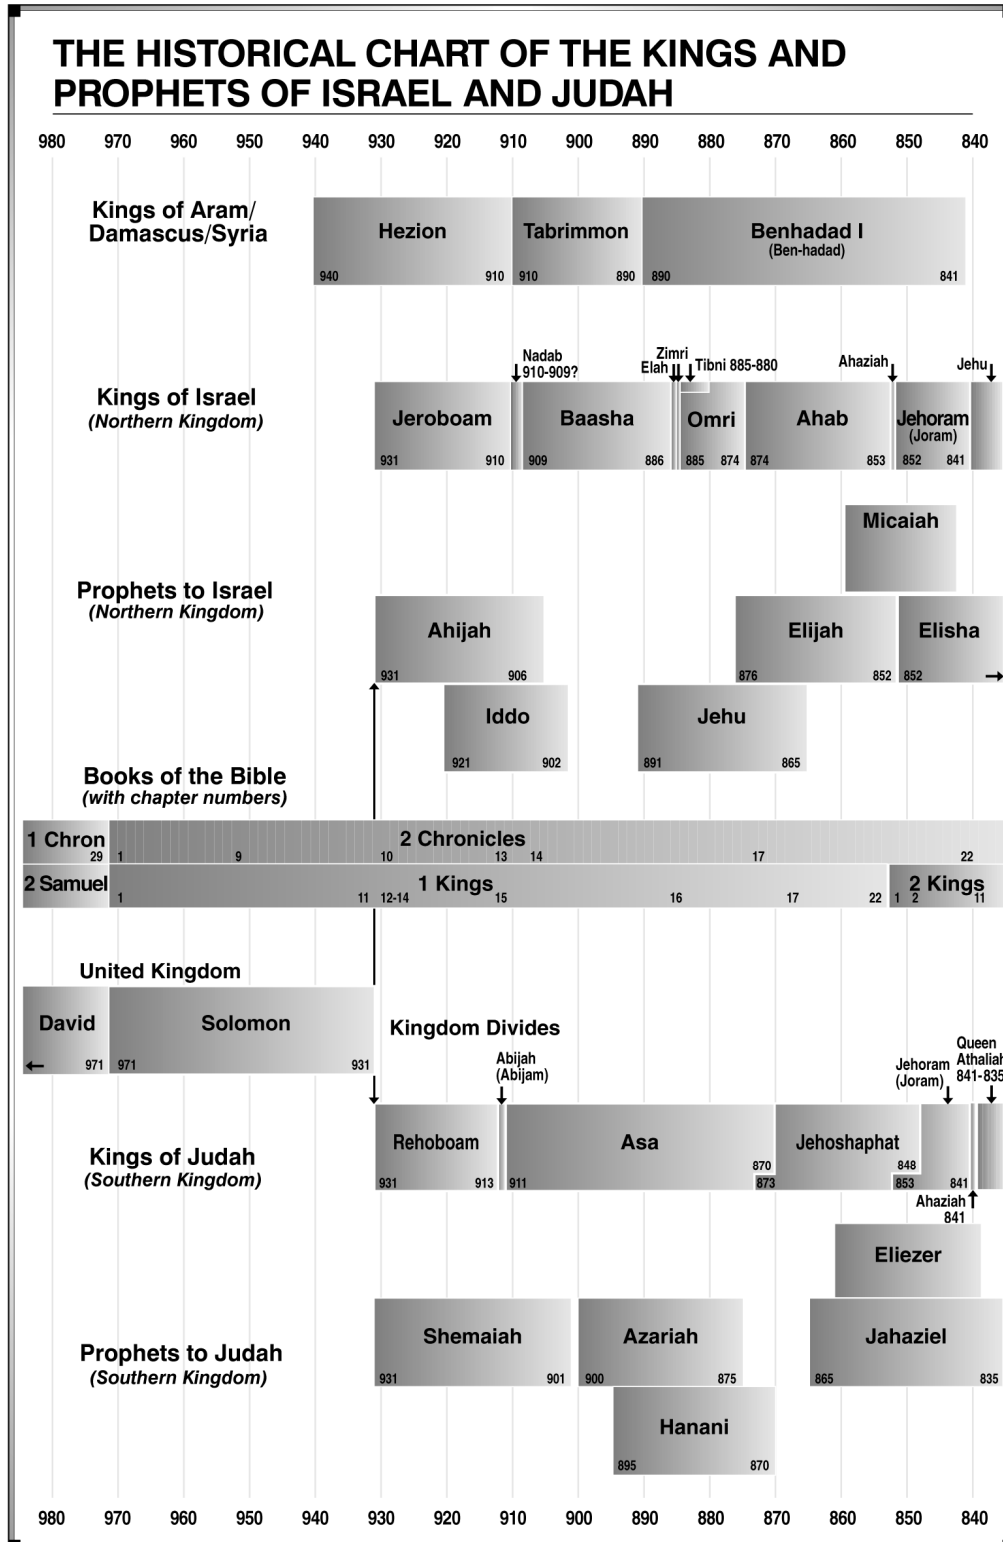 THE HISTORICAL CHART OF THE KINGS AND
PROPHETS OF ISRAEL AND JUDAH
980 970 960 950 940 930 920 910 900 890 880 870 860 850 840
Kings of Aram/
Damascus/Syria
Hezion
940 910
Tabrimmon
910 890
Benhadad I
(Ben-hadad)
890 841
Kings of Israel
(Northern Kingdom)
Nadab
910-909?
Zimri
Elah
Tibni 885-880
Ahaziah
Jehu
Jeroboam
931 910
Baasha
909 886
Omri
885 874
Ahab
874 853
Jehoram
(Joram)
852 841
Prophets to Israel
(Northern Kingdom)
Micaiah
Ahijah
931 906
Elijah
876 852
Elisha
852
Iddo
921 902
Jehu
891 865
Books of the Bible
(with chapter numbers)
1 Chron
29
2 Chronicles
1 9 10 13 14 17 22
2 Samuel
1 Kings
1 11 12-14 15 16 17 22
2 Kings
1 2 11
United Kingdom
David
971
Solomon
971 931
Kingdom Divides
Abijah
(Abijam)
Jehoram
(Joram)
Queen
Athaliah
841-835
Kings of Judah
(Southern Kingdom)
Rehoboam
931 913
Asa
911 870
Jehoshaphat
873 848
853 841
Ahaziah
841
Prophets to Judah
(Southern Kingdom)
Eliezer
Shemaiah
931 901
Azariah
900 875
Jahaziel
865 835
Hanani
895 870
980 970 960 950 940 930 920 910 900 890 880 870 860 850 840